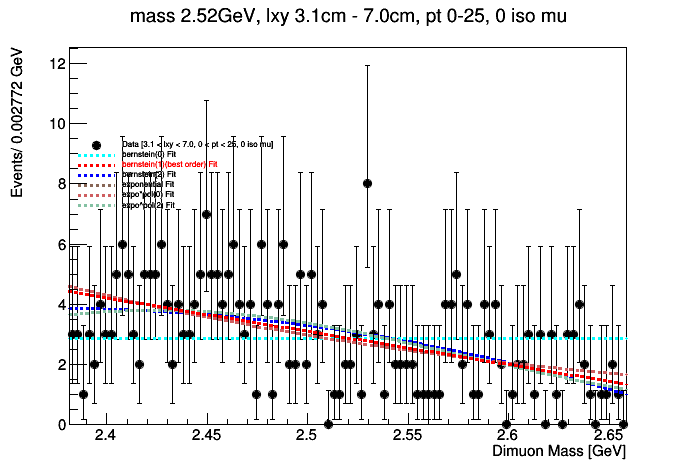 mass 2.52GeV, lxy 3.1cm - 7.0cm, pt 0-25, 0 iso mu
Events/ 0.002772 GeV
12
10
8
6
4
2
0
Data [3.1 < lxy < 7.0, 0 < pt < 25, 0 iso mu]
bernstein(0) Fit
bernstein(1)(best order) Fit
bernstein(2) Fit
exponential Fit
expo*pol(0) Fit
expo*pol(2) Fit
2.4 2.45 2.5 2.55 2.6 2.65
Dimuon Mass [GeV]